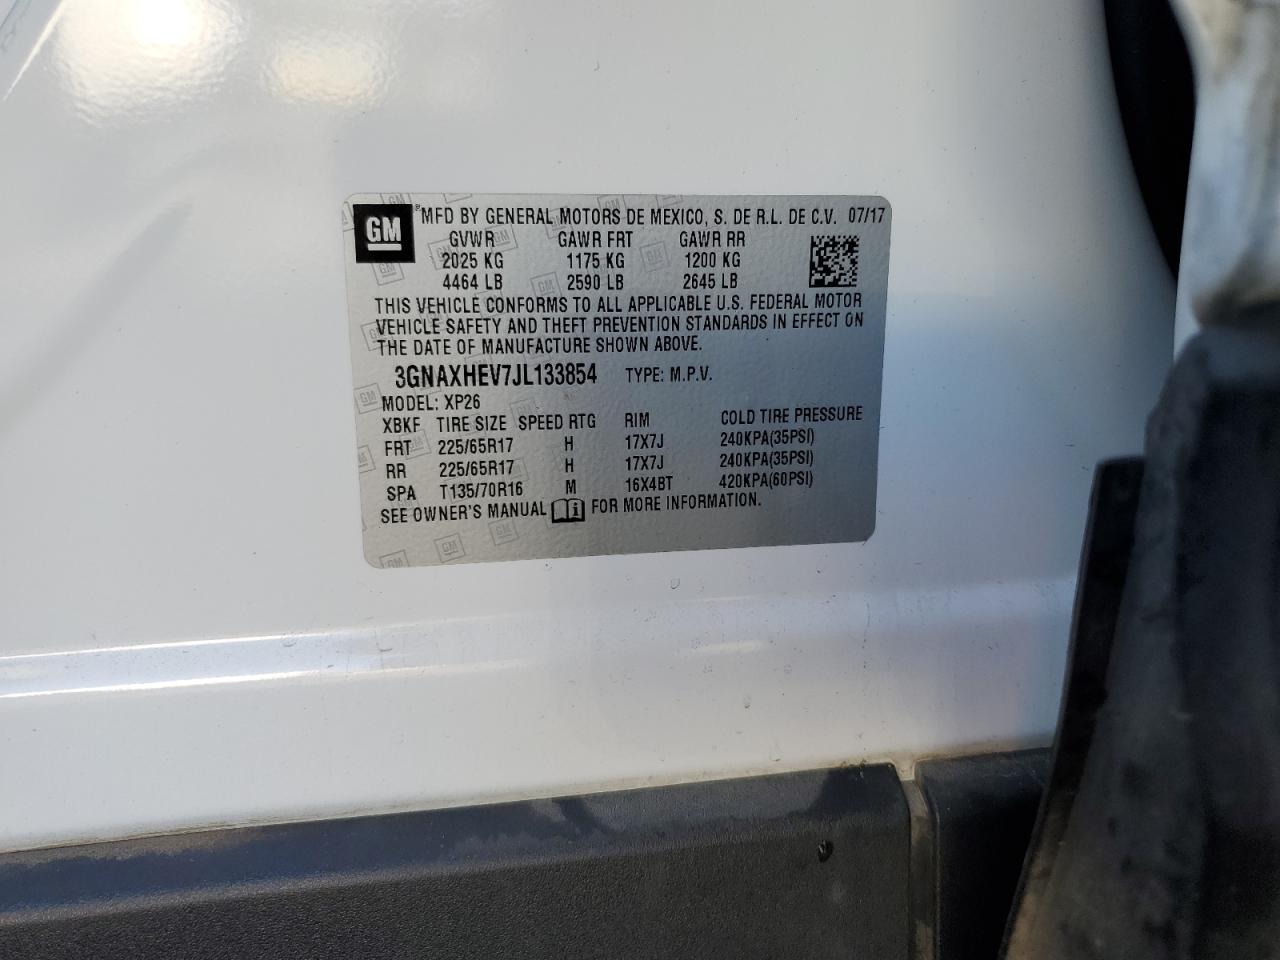 GM ® MFD BY GENERAL MOTORS DE MEXICO, S. DE R.L. DE C.V. 07/17
GVWR GAWR FRT GAWR RR
2025 KG 1175 KG 1200 KG
4464 LB 2590 LB 2645 LB
THIS VEHICLE CONFORMS TO ALL APPLICABLE U.S. FEDERAL MOTOR
VEHICLE SAFETY AND THEFT PREVENTION STANDARDS IN EFFECT ON
THE DATE OF MANUFACTURE SHOWN ABOVE.
3GNAXHEV7JL133854 TYPE: M.P.V.
MODEL: XP26
XBKF TIRE SIZE SPEED RTG RIM COLD TIRE PRESSURE
FRT 225/65R17 H 17X7J 240KPA(35PSI)
RR 225/65R17 H 17X7J 240KPA(35PSI)
SPA T135/70R16 M 16X4BT 420KPA(60PSI)
SEE OWNER'S MANUAL FOR MORE INFORMATION.